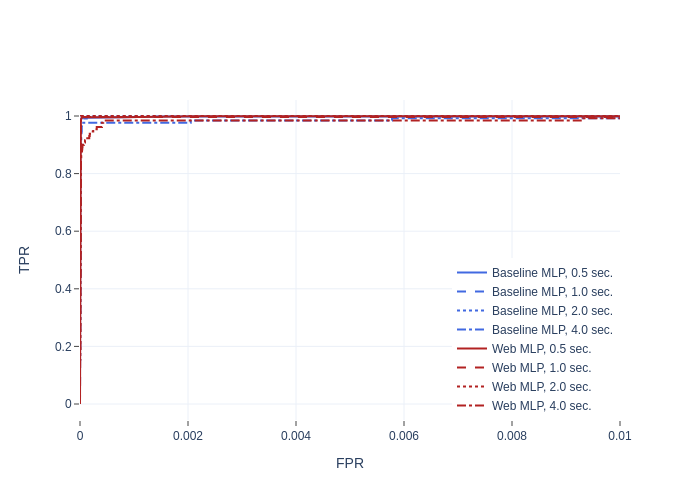 1
0.8
0.6
0.4
0.2
0
TPR
0
0.002
0.004
0.006
0.008
0.01
FPR
Baseline MLP, 0.5 sec.
Baseline MLP, 1.0 sec.
Baseline MLP, 2.0 sec.
Baseline MLP, 4.0 sec.
Web MLP, 0.5 sec.
Web MLP, 1.0 sec.
Web MLP, 2.0 sec.
Web MLP, 4.0 sec.